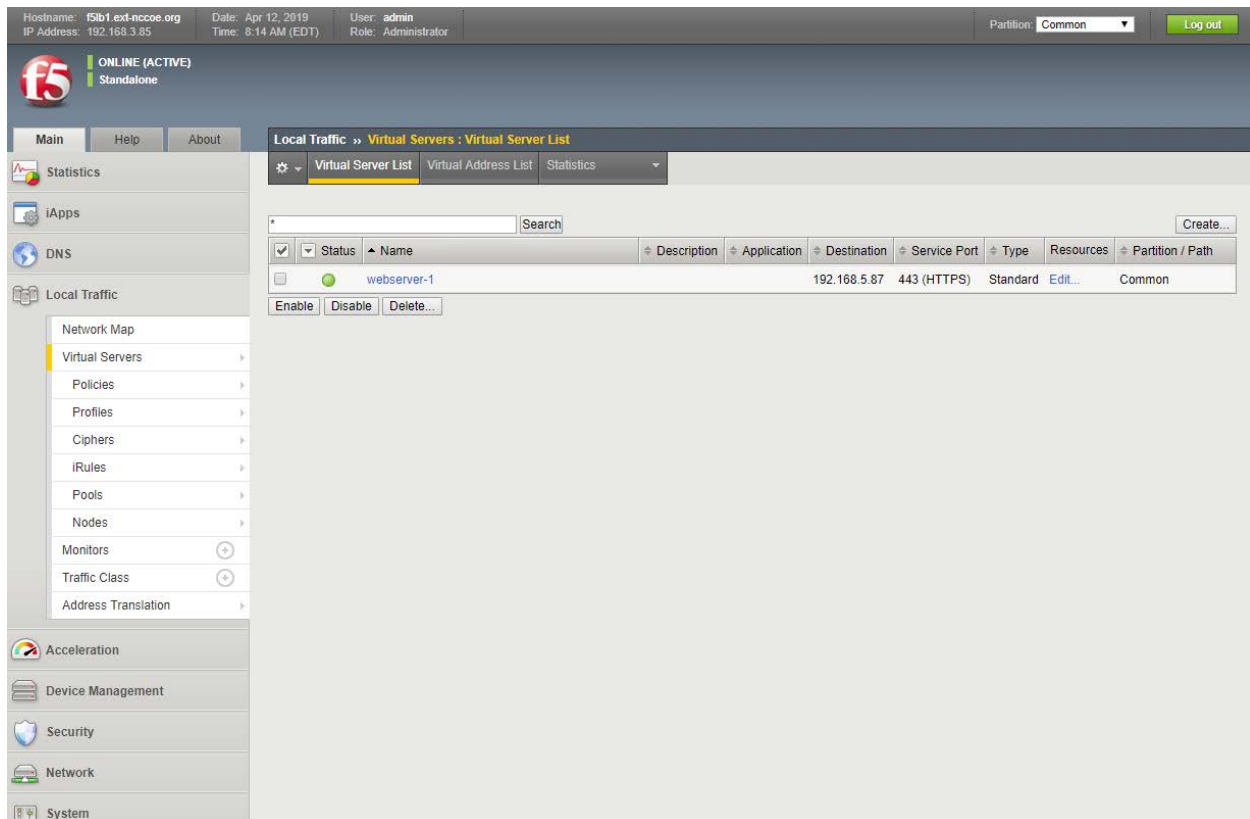 Hostname: f5lb1.ext-nccoe.org Date: Apr 12, 2019 User: admin
IP Address: 192.168.3.85 Time: 8:14 AM (EDT) Role: Administrator
Partition: Common Log out
f5
ONLINE (ACTIVE)
Standalone
Main Help About
Local Traffic » Virtual Servers : Virtual Server List
Virtual Server List Virtual Address List Statistics
* Search Create...
Status Name Description Application Destination Service Port Type Resources Partition / Path
webserver-1 192.168.5.87 443 (HTTPS) Standard Edit... Common
Enable Disable Delete...
Statistics
iApps
DNS
Local Traffic
Network Map
Virtual Servers
Policies
Profiles
Ciphers
iRules
Pools
Nodes
Monitors
Traffic Class
Address Translation
Acceleration
Device Management
Security
Network
System